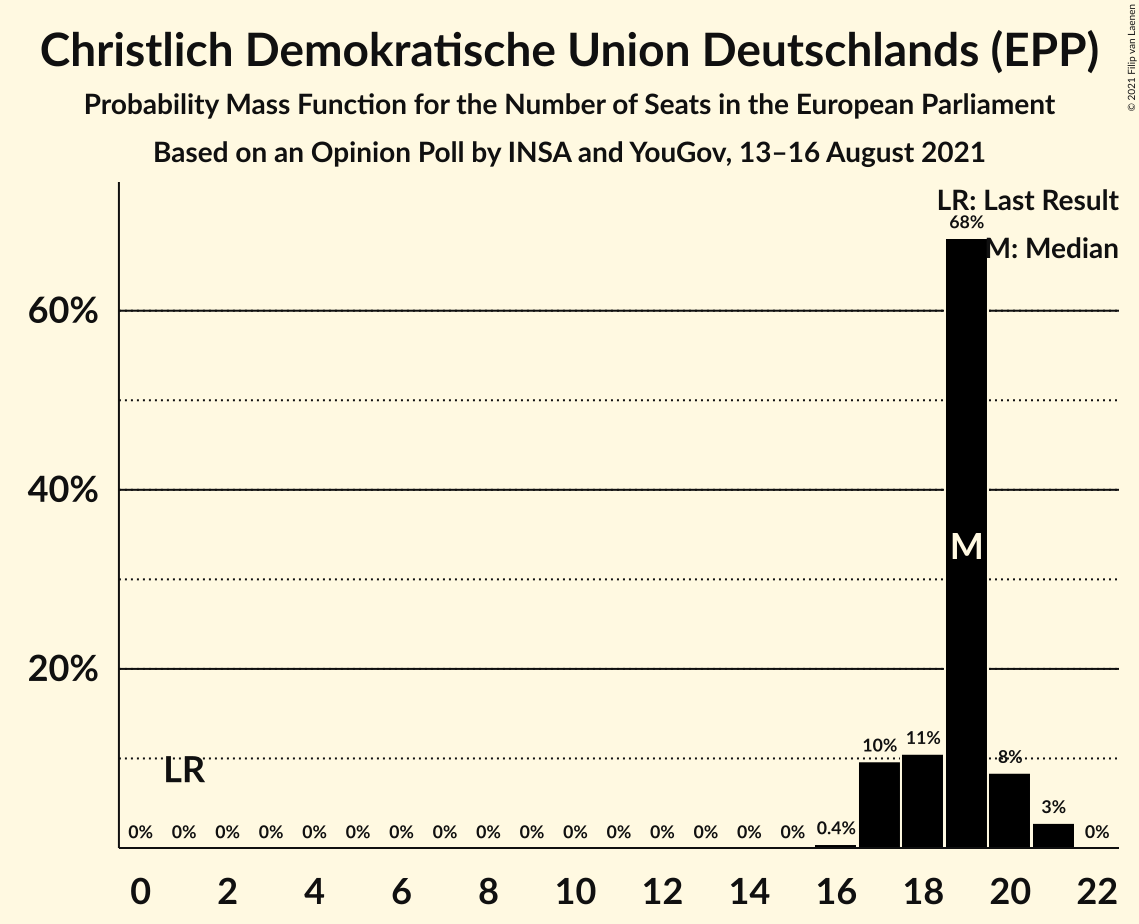 Christlich Demokratische Union Deutschlands (EPP)
Probability Mass Function for the Number of Seats in the European Parliament
Based on an Opinion Poll by INSA and YouGov, 13–16 August 2021
© 2021 Filip van Laenen
LR: Last Result
68%
M: Median
60%
40%
M
20%
10% 11% 8%
LR
3%
0% 0% 0% 0% 0% 0% 0% 0% 0% 0% 0% 0% 0% 0% 0% 0% 0.4% 0%
0 2 4 6 8 10 12 14 16 18 20 22